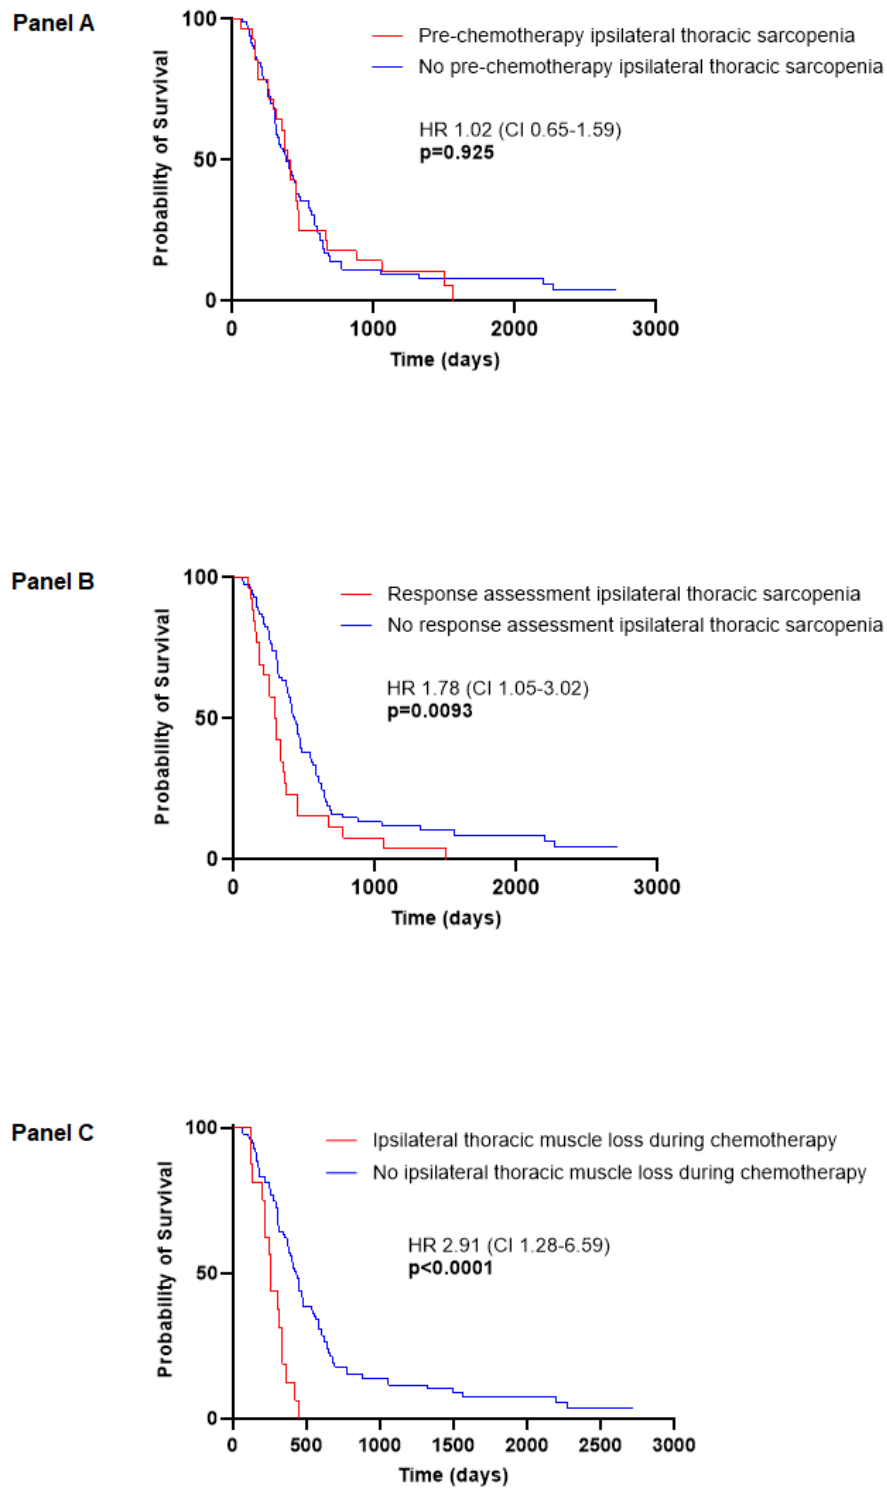 Panel A
Pre-chemotherapy ipsilateral thoracic sarcopenia
No pre-chemotherapy ipsilateral thoracic sarcopenia
HR 1.02 (CI 0.65-1.59)
p=0.925
Probability of Survival
100
50
0
0 1000 2000 3000
Time (days)
Panel B
Response assessment ipsilateral thoracic sarcopenia
No response assessment ipsilateral thoracic sarcopenia
HR 1.78 (CI 1.05-3.02)
p=0.0093
Probability of Survival
100
50
0
0 1000 2000 3000
Time (days)
Panel C
Ipsilateral thoracic muscle loss during chemotherapy
No ipsilateral thoracic muscle loss during chemotherapy
HR 2.91 (CI 1.28-6.59)
p<0.0001
Probability of Survival
100
50
0
0 500 1000 1500 2000 2500 3000
Time (days)